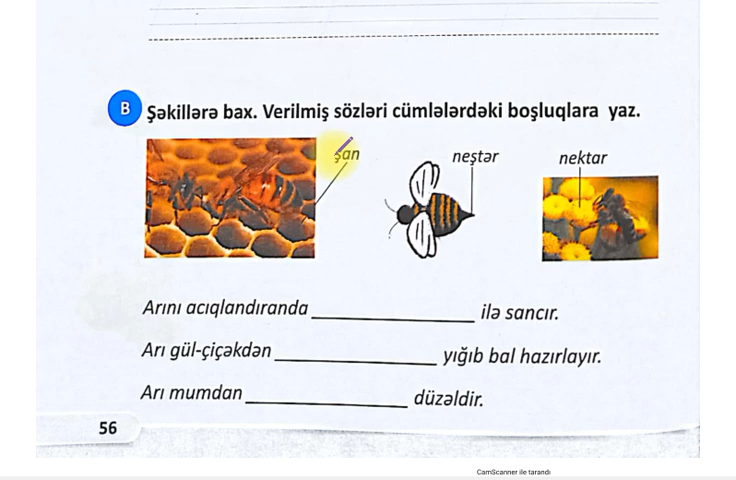 B Şəkillərə bax. Verilmiş sözləri cümlələrdəki boşluqlara yaz.
şan neştər nektar
Arını acıqlandıranda ilə sancır.
Arı gül-çiçəkdən yığıb bal hazırlayır.
Arı mumdan düzəldir.
56
CamScanner ile tarandı